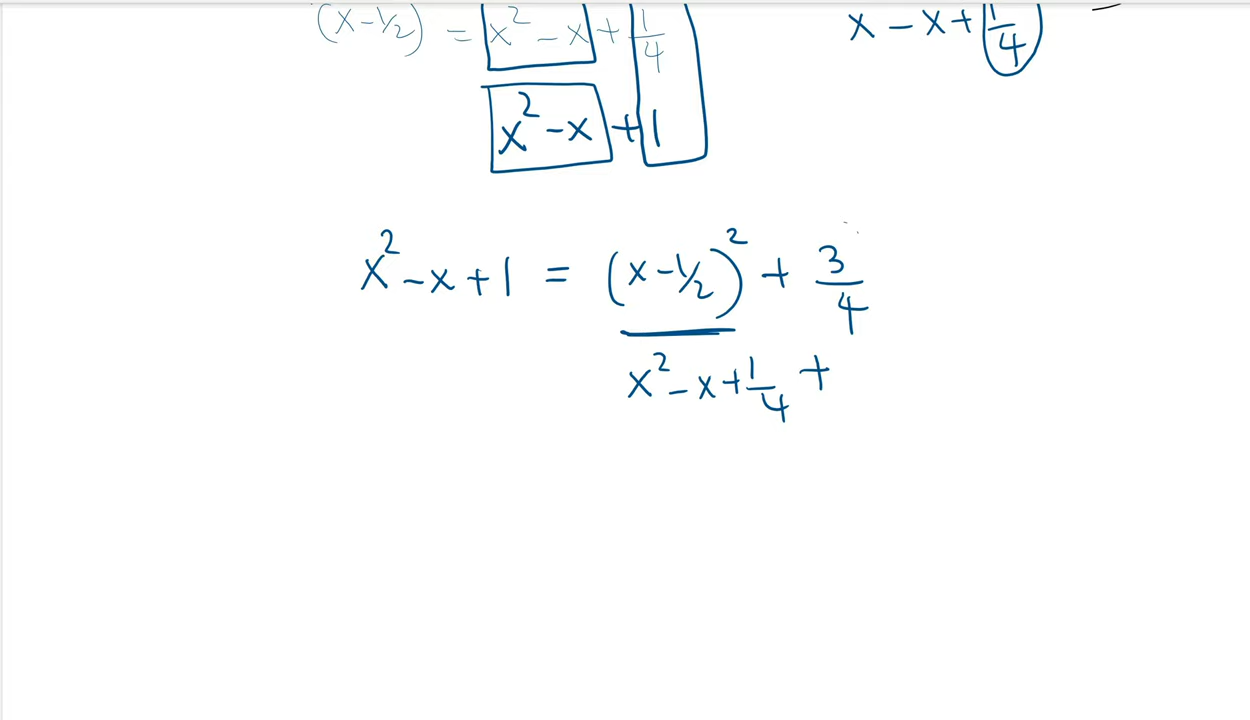 (x-1/2) = x² - x + 1/4
x - x + 1/4
x² - x + 1
x² - x + 1 = (x-1/2)² + 3/4
x² - x + 1/4 +